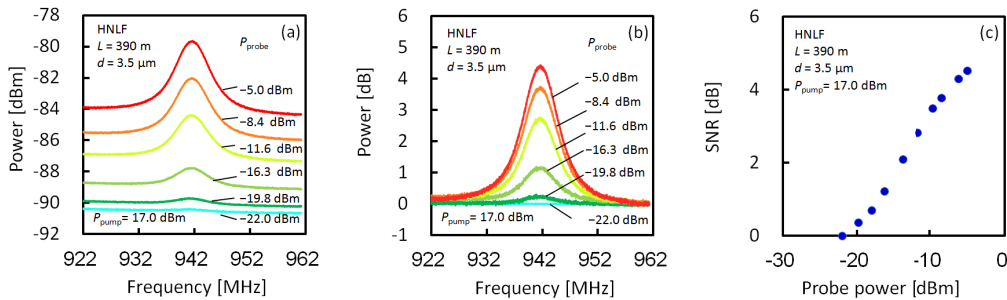 (a)
HNLF
L = 390 m
d = 3.5 μm
Pprobe
−5.0 dBm
−8.4 dBm
−11.6 dBm
−16.3 dBm
−19.8 dBm
−22.0 dBm
Ppump= 17.0 dBm
Power [dBm]
-78
-80
-82
-84
-86
-88
-90
-92
922
932
942
952
962
Frequency [MHz]
(b)
HNLF
L = 390 m
d = 3.5 μm
Pprobe
−5.0 dBm
−8.4 dBm
−11.6 dBm
−16.3 dBm
−19.8 dBm
−22.0 dBm
Ppump= 17.0 dBm
Power [dB]
6
5
4
3
2
1
0
-1
922
932
942
952
962
Frequency [MHz]
(c)
HNLF
L = 390 m
d = 3.5 μm
Ppump= 17.0 dBm
SNR [dB]
6
4
2
0
-30
-20
-10
0
Probe power [dBm]